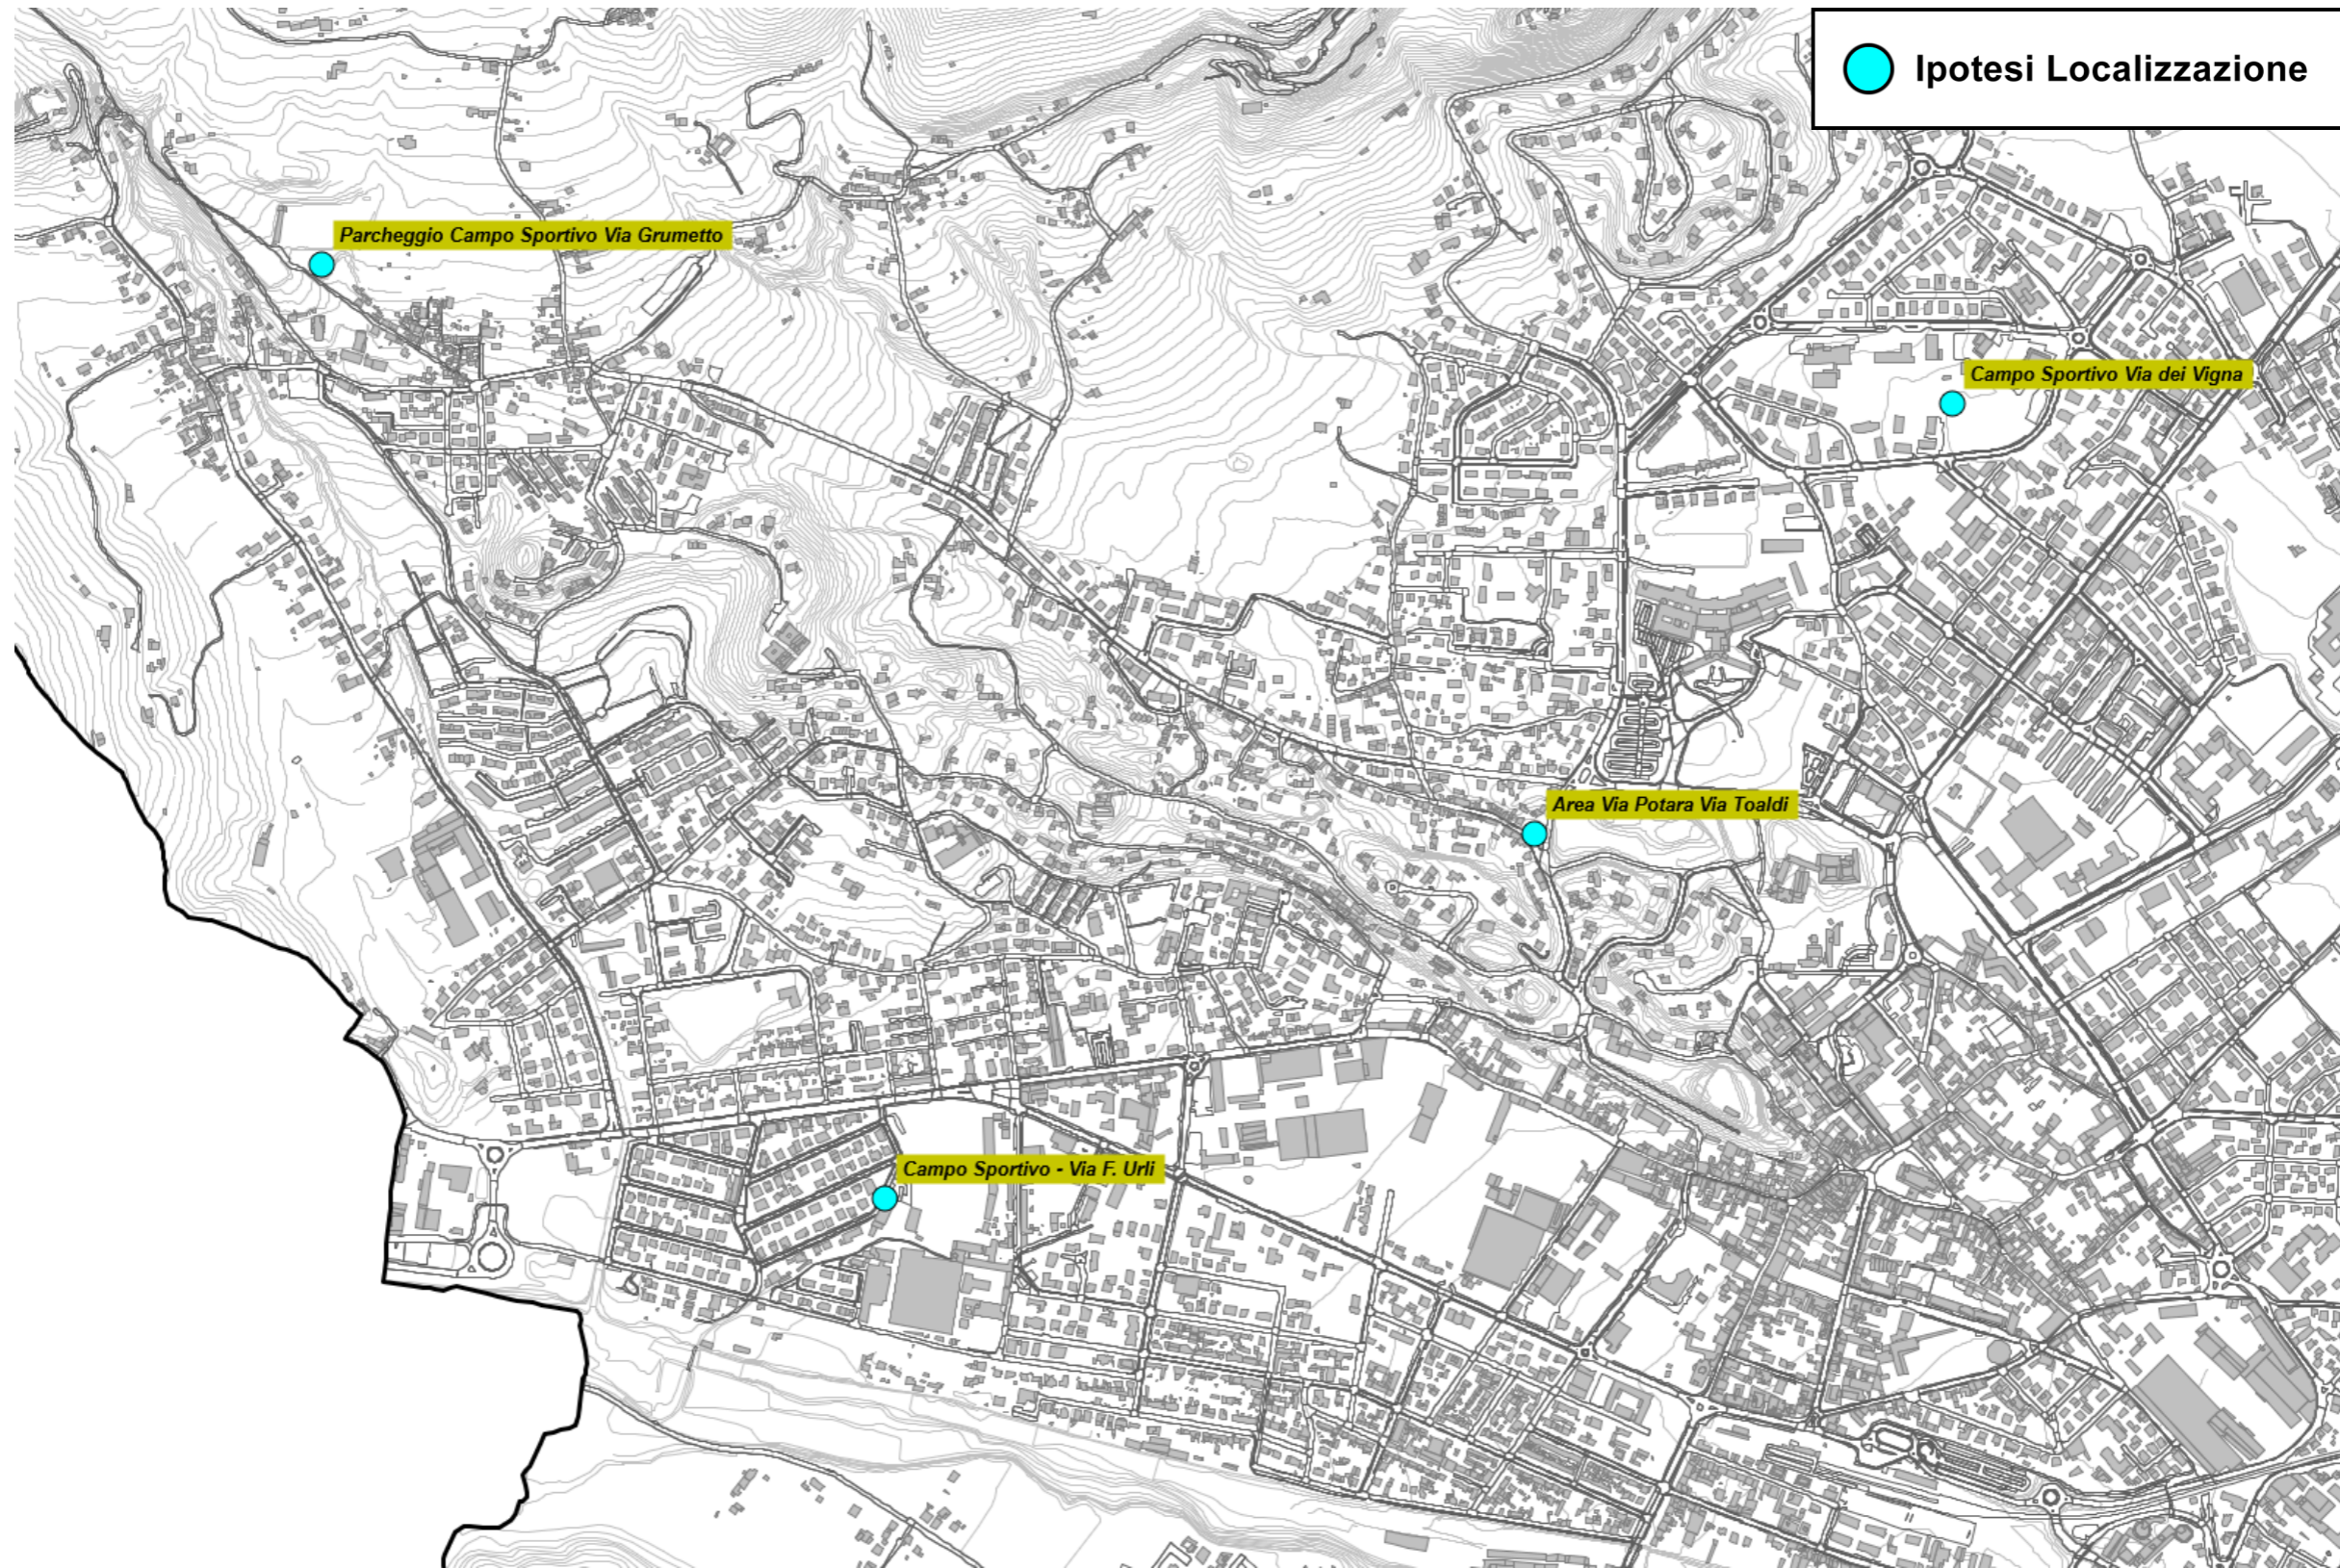 Ipotesi Localizzazione
Parcheggio Campo Sportivo Via Grumetto
Campo Sportivo Via dei Vigna
Area Via Potara Via Toaldi
Campo Sportivo - Via F. Urli